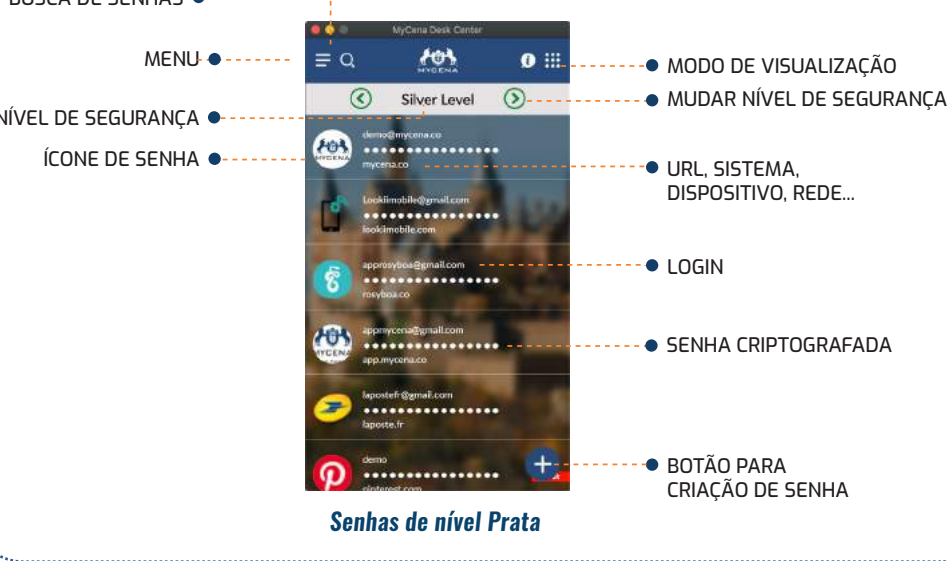 BUSCA DE SENHAS
MyCena Desk Center
MENU
MYCENA
MODO DE VISUALIZAÇÃO
Silver Level
MUDAR NÍVEL DE SEGURANÇA
NÍVEL DE SEGURANÇA
demo@mycena.co
ÍCONE DE SENHA
MYCENA
mycena.co
URL, SISTEMA,
DISPOSITIVO, REDE...
Lookiimobile@gmail.com
lookimobile.com
approsyboa@gmail.com
LOGIN
rosyboa.co
appmycena@gmail.com
MYCENA
SENHA CRIPTOGRAFADA
app.mycena.co
lapostefr@gmail.com
laposte.fr
demo
BOTÃO PARA
CRIAÇÃO DE SENHA
pinterest.com
Senhas de nível Prata